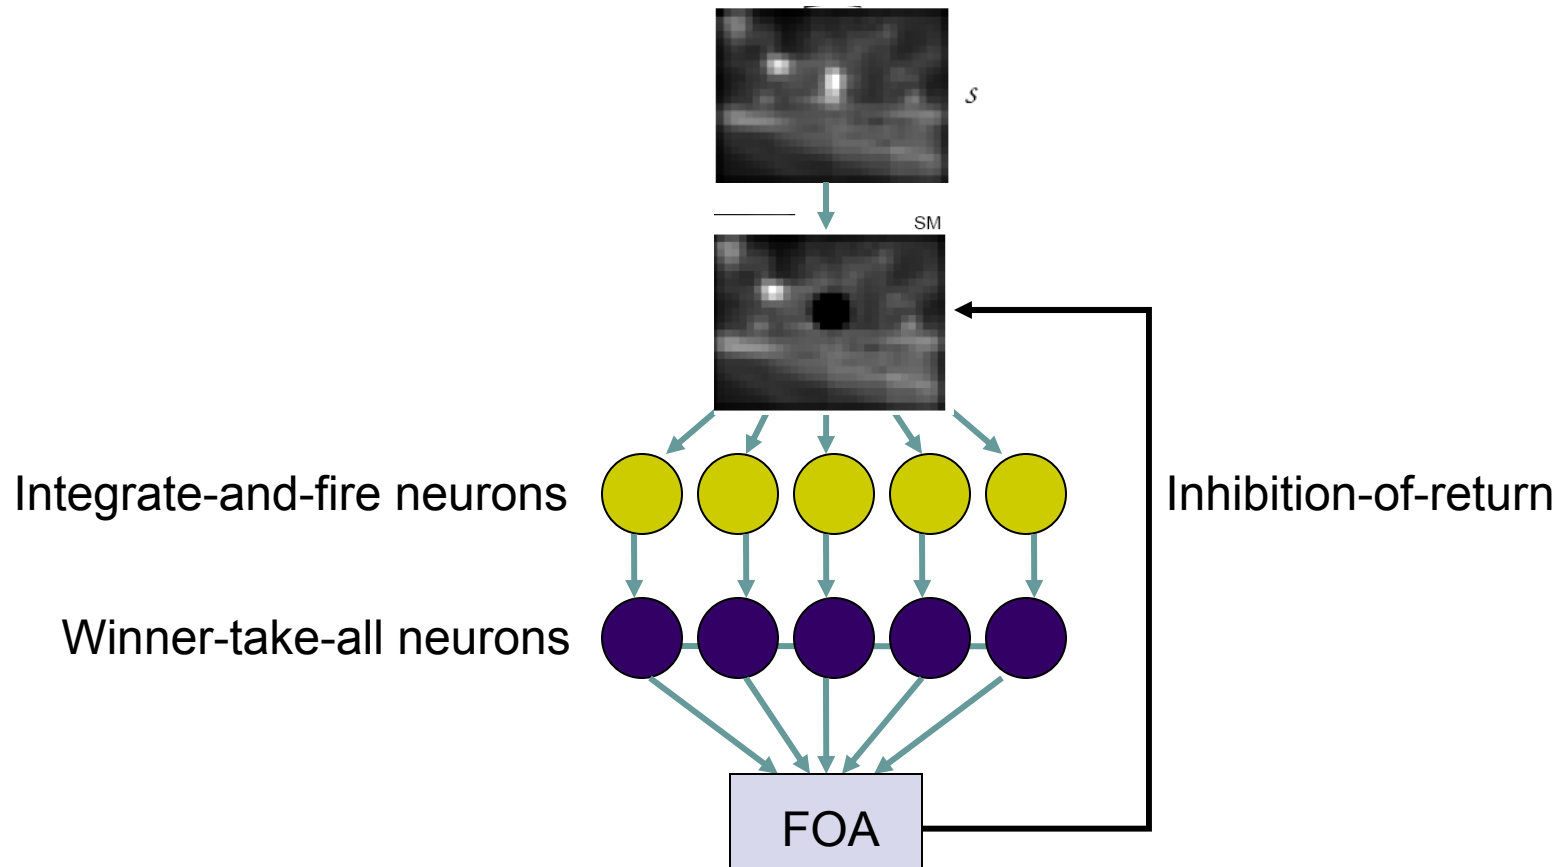 S
SM
Integrate-and-fire neurons
Inhibition-of-return
Winner-take-all neurons
FOA